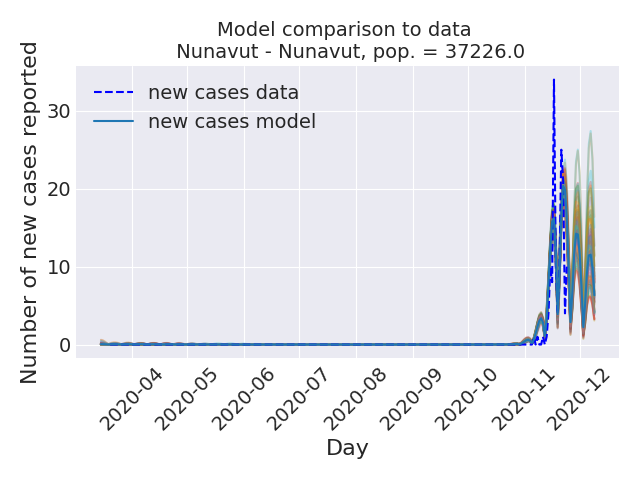 Model comparison to data
Nunavut - Nunavut, pop. = 37226.0
Number of new cases reported
new cases data
new cases model
30
20
10
0
2020-04
2020-05
2020-06
2020-07
2020-08
2020-09
2020-10
2020-11
2020-12
Day